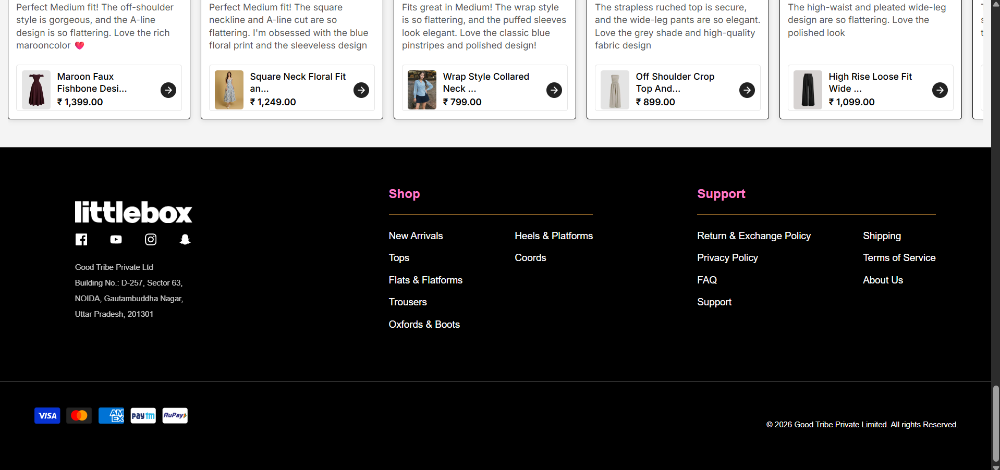 Perfect Medium fit! The off-shoulder
style is gorgeous, and the A-line
design is so flattering. Love the rich
marooncolor
Maroon Faux
Fishbone Desi...
₹ 1,399.00
Perfect Medium fit! The square
neckline and A-line cut are so
flattering. I'm obsessed with the blue
floral print and the sleeveless design
Square Neck Floral Fit
an...
₹ 1,249.00
Fits great in Medium! The wrap style
is so flattering, and the puffed sleeves
look elegant. Love the classic blue
pinstripes and polished design!
Wrap Style Collared
Neck ...
₹ 799.00
The strapless ruched top is secure,
and the wide-leg pants are so elegant.
Love the grey shade and high-quality
fabric design
Off Shoulder Crop
Top And...
₹ 899.00
The high-waist and pleated wide-leg
design are so flattering. Love the
polished look
High Rise Loose Fit
Wide ...
₹ 1,099.00
littlebox
Good Tribe Private Ltd
Building No.: D-257, Sector 63,
NOIDA, Gautambuddha Nagar,
Uttar Pradesh, 201301
Shop
New Arrivals
Tops
Flats & Flatforms
Trousers
Oxfords & Boots
Heels & Platforms
Coords
Support
Return & Exchange Policy
Privacy Policy
FAQ
Support
Shipping
Terms of Service
About Us
VISA
AM
EX
paytm
RuPay
© 2026 Good Tribe Private Limited. All rights Reserved.